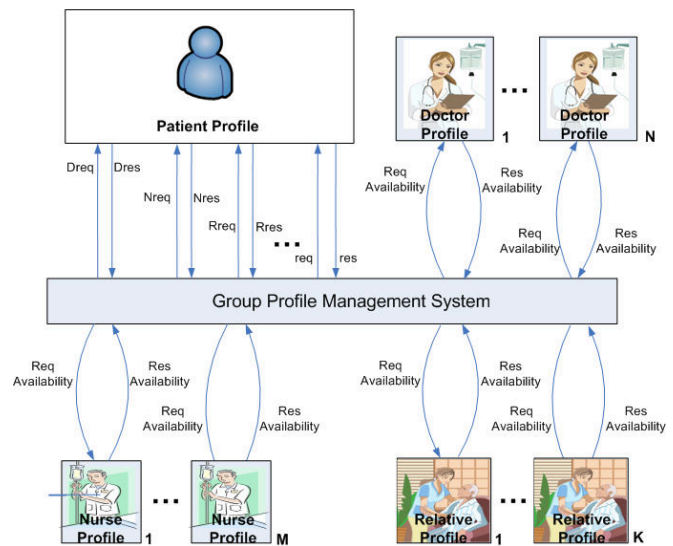 Patient Profile
Doctor
Profile
1
...
Doctor
Profile
N
Dreq
Dres
Nreq
Nres
Rreq
Rres
...
req
res
Req
Availability
Res
Availability
Req
Availability
Res
Availability
Group Profile Management System
Req
Availability
Res
Availability
Req
Availability
Res
Availability
Req
Availability
Res
Availability
Req
Availability
Res
Availability
Nurse
Profile
1
...
Nurse
Profile
M
Relative
Profile
1
...
Relative
Profile
K